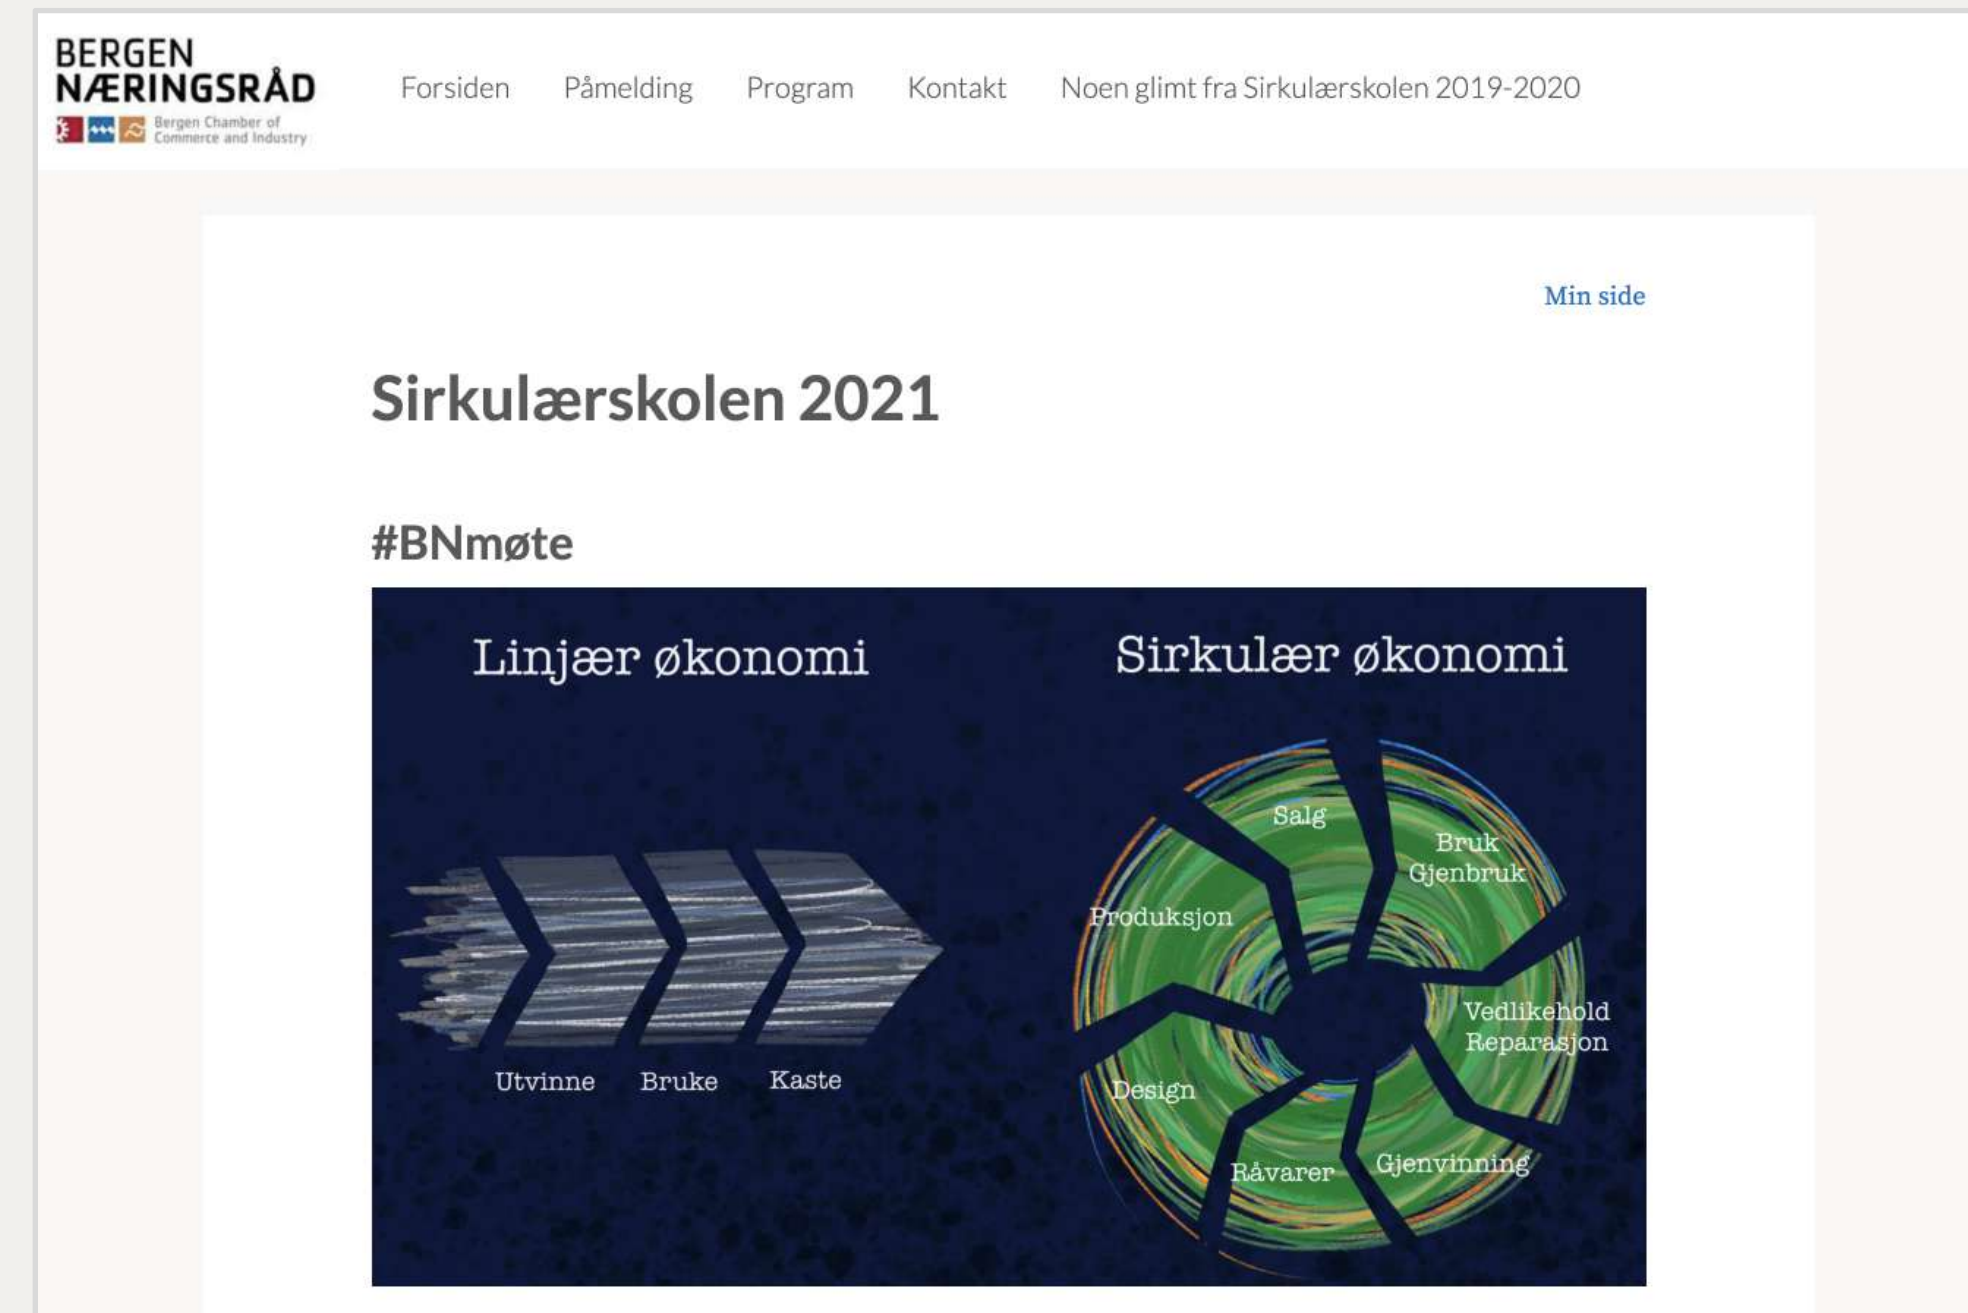 BERGEN
NÆRINGSRÅD
Bergen Chamber of
Commerce and Industry
Forsiden Påmelding Program Kontakt Noen glimt fra Sirkulærskolen 2019-2020
Min side
Sirkulærskolen 2021
#BNmøte
Linjær økonomi
Utvinne Bruke Kaste
Sirkulær økonomi
Salg
Bruk
Gjenbruk
Vedlikehold
Reparasjon
Gjenvinning
Råvarer
Design
Produksjon